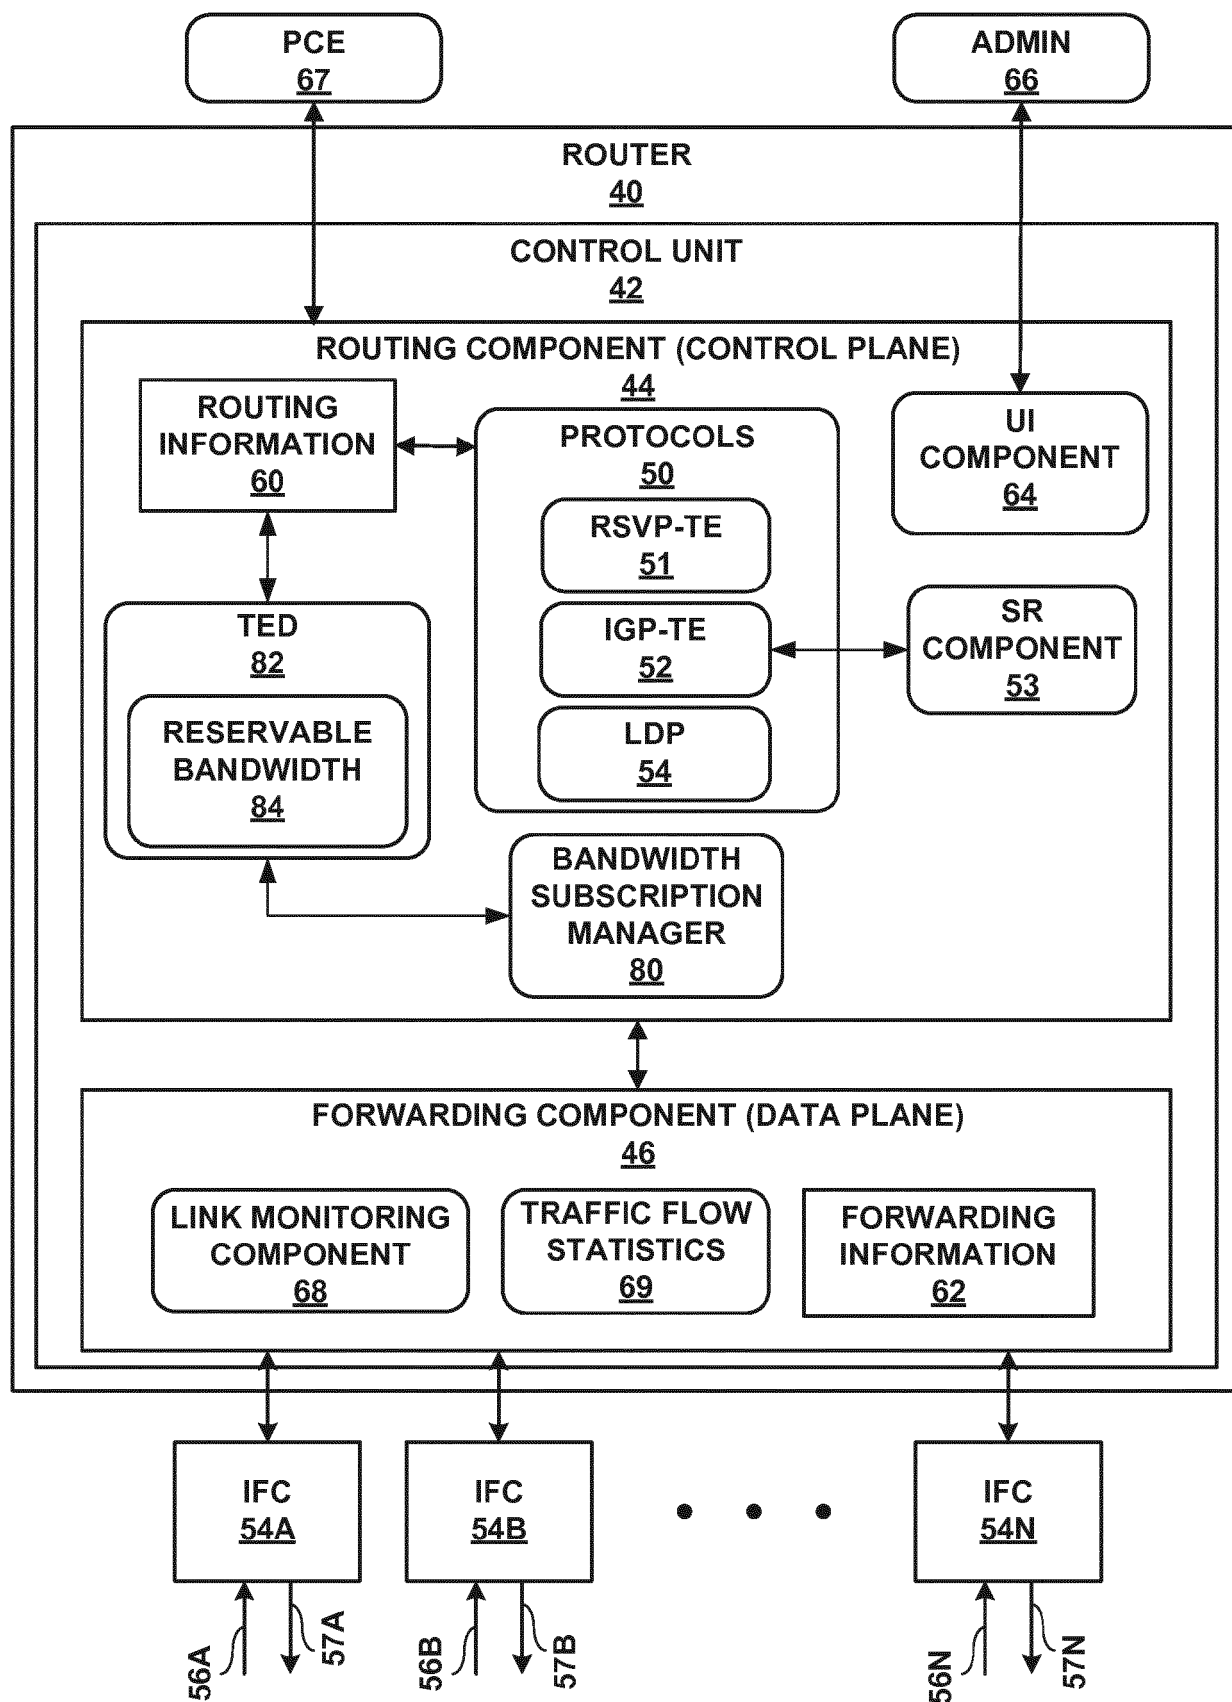 PCE
67
ADMIN
66
ROUTER
40
CONTROL UNIT
42
ROUTING COMPONENT (CONTROL PLANE)
44
ROUTING
INFORMATION
60
PROTOCOLS
50
RSVP-TE
51
IGP-TE
52
LDP
54
UI
COMPONENT
64
SR
COMPONENT
53
TED
82
RESERVABLE
BANDWIDTH
84
BANDWIDTH
SUBSCRIPTION
MANAGER
80
FORWARDING COMPONENT (DATA PLANE)
46
LINK MONITORING
COMPONENT
68
TRAFFIC FLOW
STATISTICS
69
FORWARDING
INFORMATION
62
IFC
54A
IFC
54B
IFC
54N
56A
57A
56B
57B
56N
57N